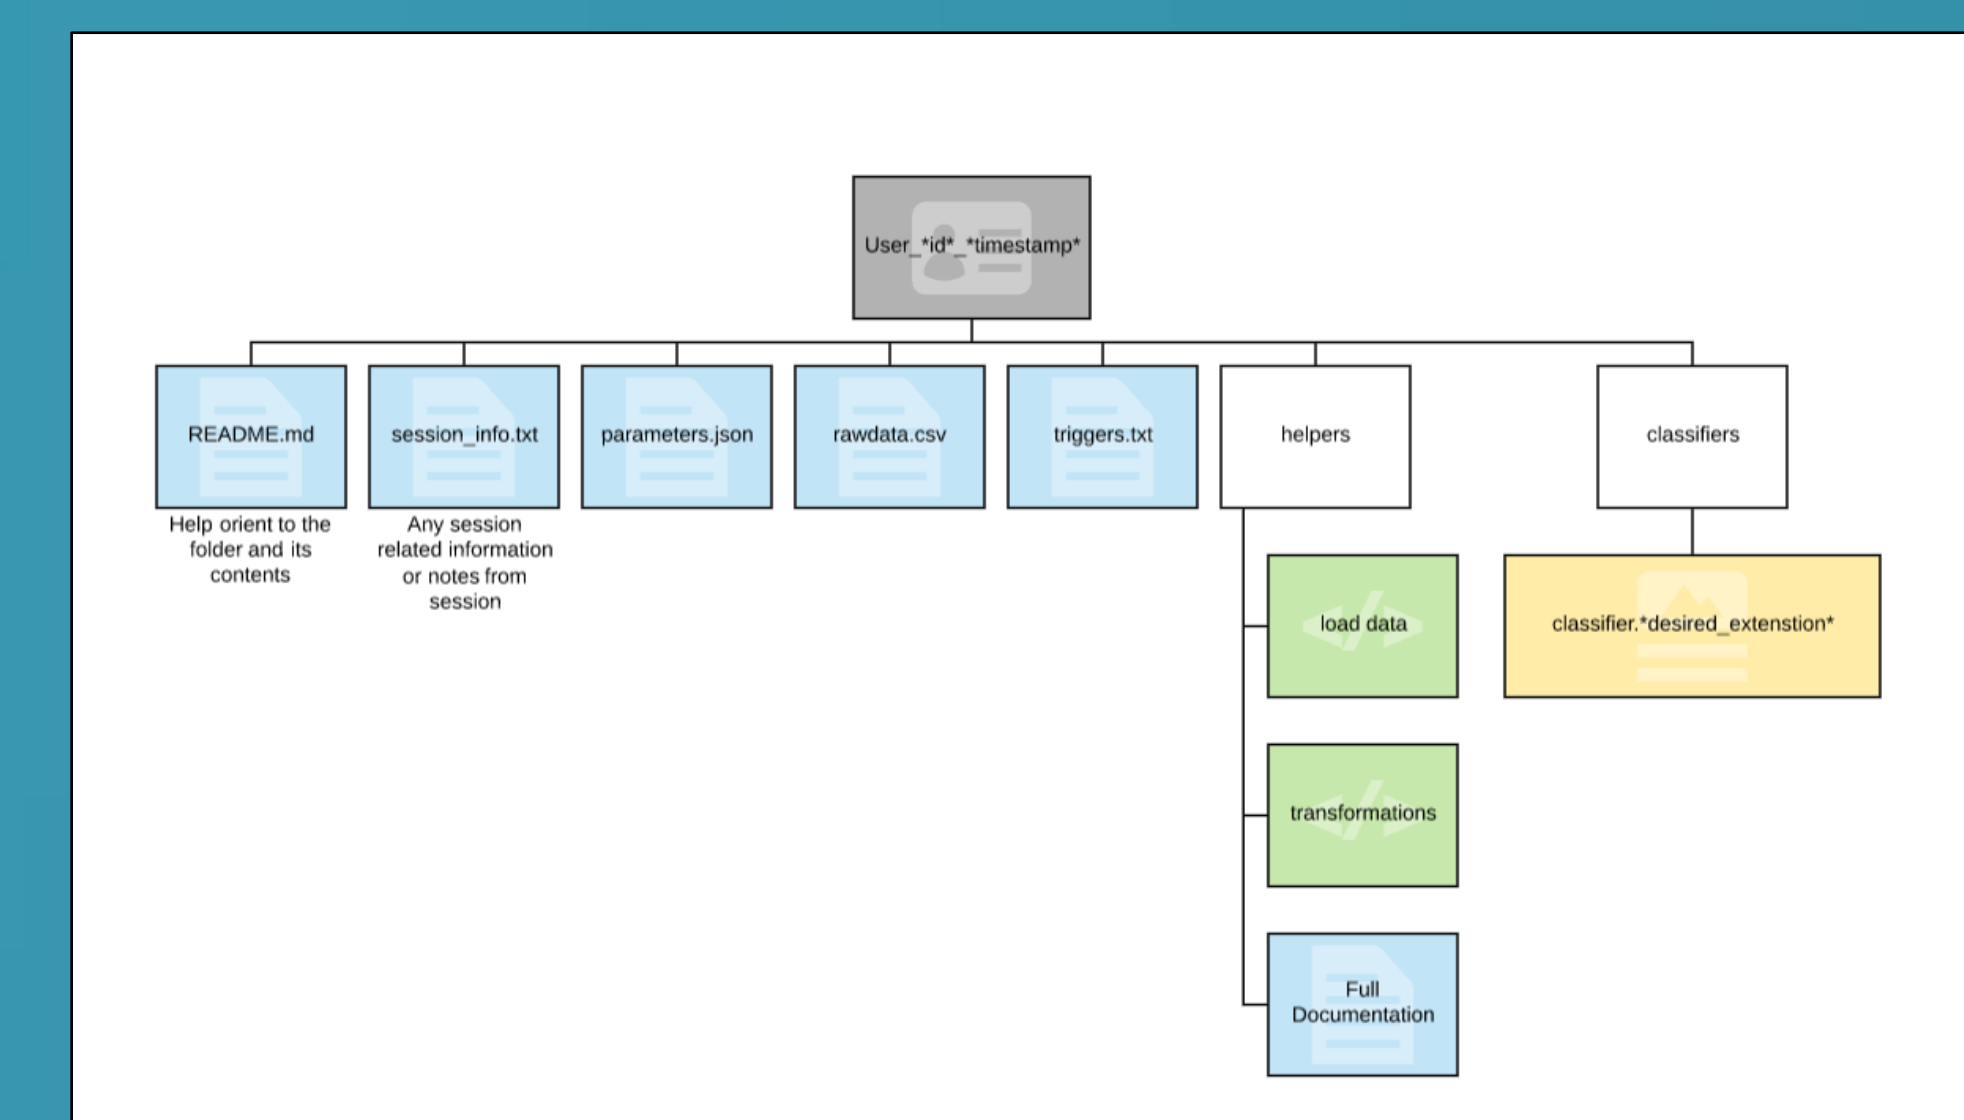 User_*id*_*timestamp*
README.md
session_info.txt
parameters.json
rawdata.csv
triggers.txt
helpers
classifiers
Help orient to the
folder and its
contents
Any session
related information
or notes from
session
load data
classifier.*desired_extenstion*
transformations
Full
Documentation